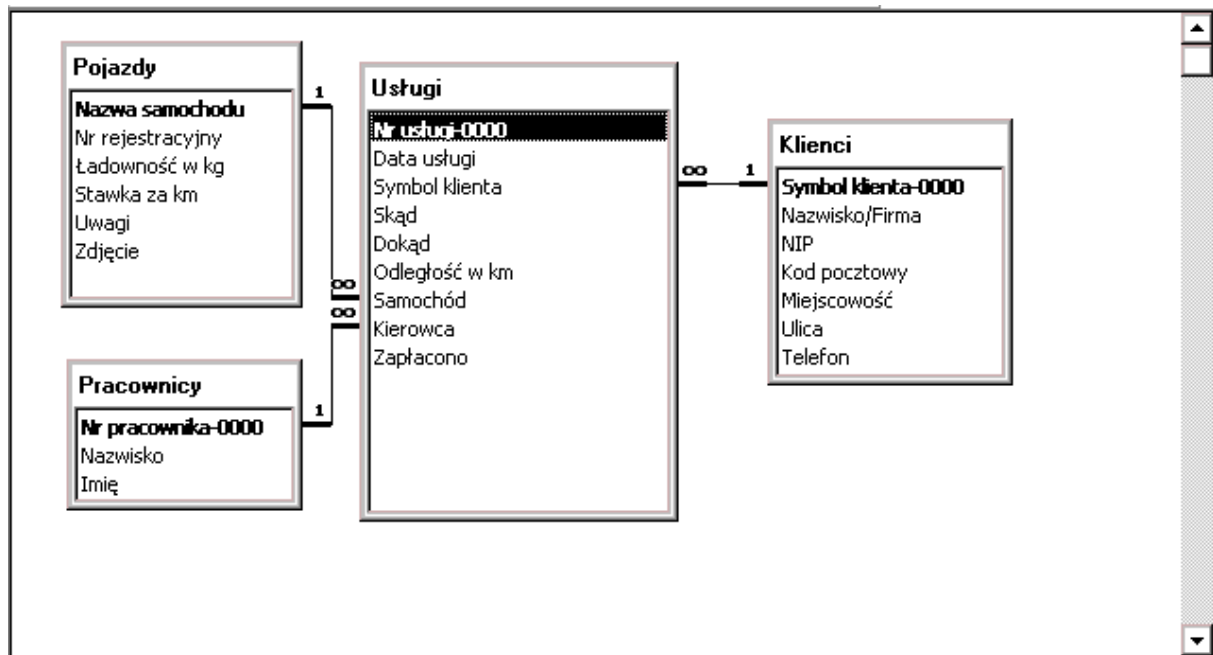 Pojazdy
Nazwa samochodu
Nr rejestracyjny
Ładowność w kg
Stawka za km
Uwagi
Zdjęcie
1
∞
Pracownicy
Nr pracownika-0000
Nazwisko
Imię
1
∞
Usługi
Nr usługi-0000
Data usługi
Symbol klienta
Skąd
Dokąd
Odległość w km
Samochód
Kierowca
Zapłacono
∞ 1
Klienci
Symbol klienta-0000
Nazwisko/Firma
NIP
Kod pocztowy
Miejscowość
Ulica
Telefon